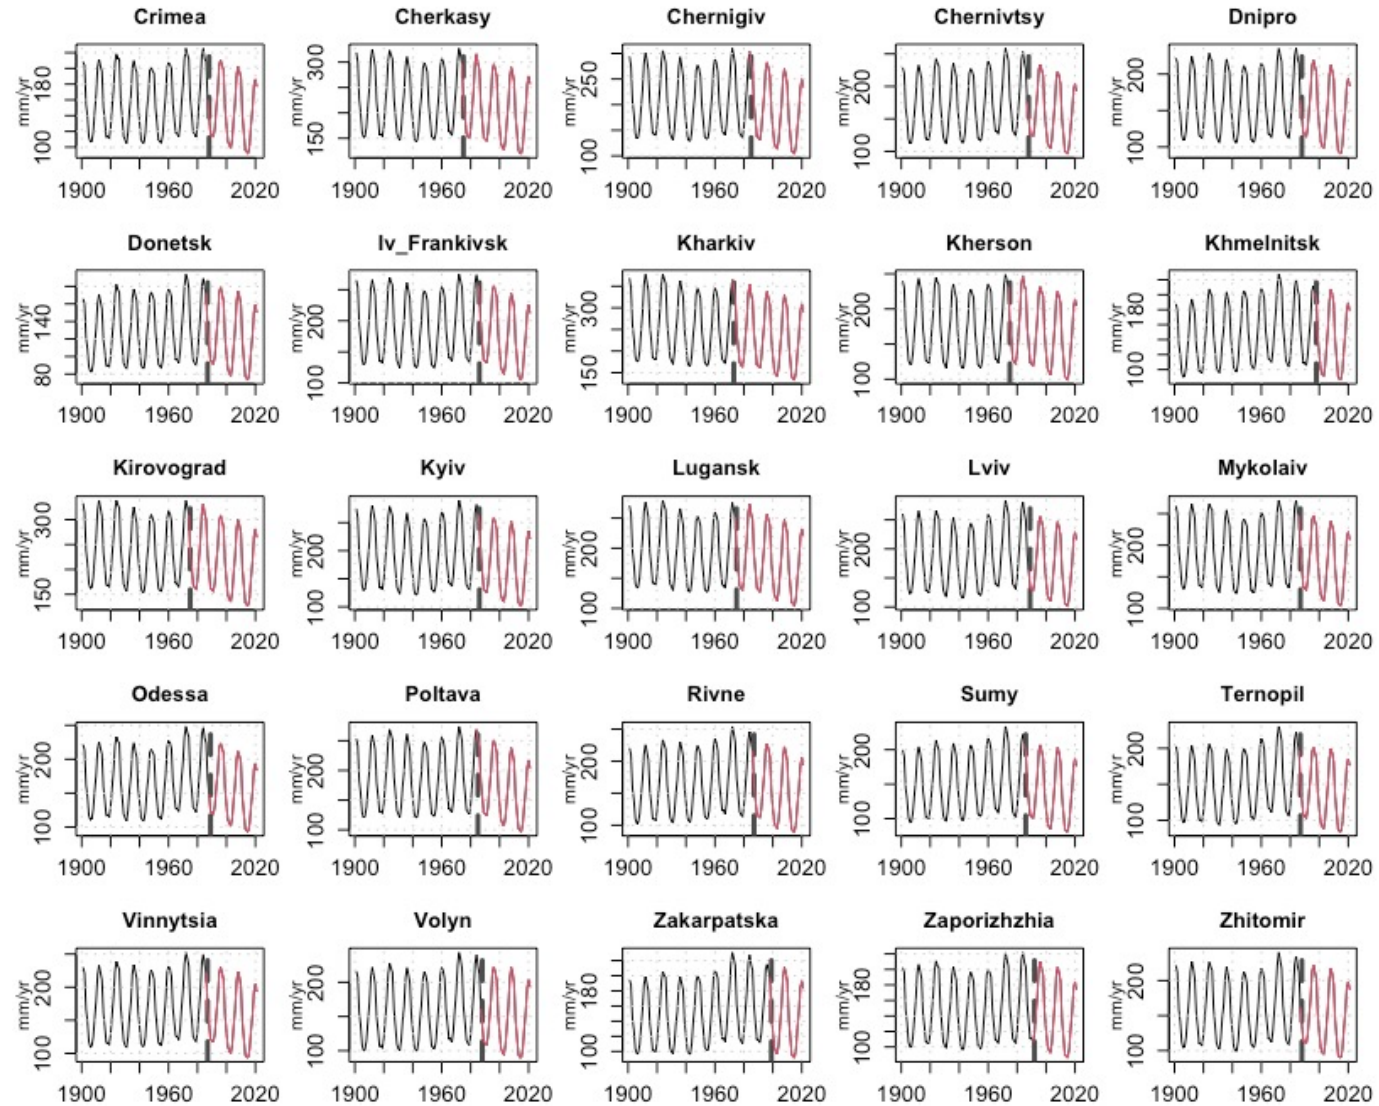 Crimea Cherkasy Chernigiv Chernivtsy Dnipro
mm/yr 100 180 mm/yr 150 300 mm/yr 100 250 mm/yr 100 200 mm/yr 100 200
1900 1960 2020 1900 1960 2020 1900 1960 2020 1900 1960 2020 1900 1960 2020
Donetsk Iv_Frankivsk Kharkiv Kherson Khmelnitsk
mm/yr 80 140 mm/yr 100 200 mm/yr 150 300 mm/yr 100 200 mm/yr 100 180
1900 1960 2020 1900 1960 2020 1900 1960 2020 1900 1960 2020 1900 1960 2020
Kirovograd Kyiv Lugansk Lviv Mykolaiv
mm/yr 150 300 mm/yr 100 200 mm/yr 100 200 mm/yr 100 200 mm/yr 100 200
1900 1960 2020 1900 1960 2020 1900 1960 2020 1900 1960 2020 1900 1960 2020
Odessa Poltava Rivne Sumy Ternopil
mm/yr 100 200 mm/yr 100 200 mm/yr 100 200 mm/yr 100 200 mm/yr 100 200
1900 1960 2020 1900 1960 2020 1900 1960 2020 1900 1960 2020 1900 1960 2020
Vinnytsia Volyn Zakarpatska Zaporizhzhia Zhitomir
mm/yr 100 200 mm/yr 100 200 mm/yr 100 180 mm/yr 100 180 mm/yr 100 200
1900 1960 2020 1900 1960 2020 1900 1960 2020 1900 1960 2020 1900 1960 2020